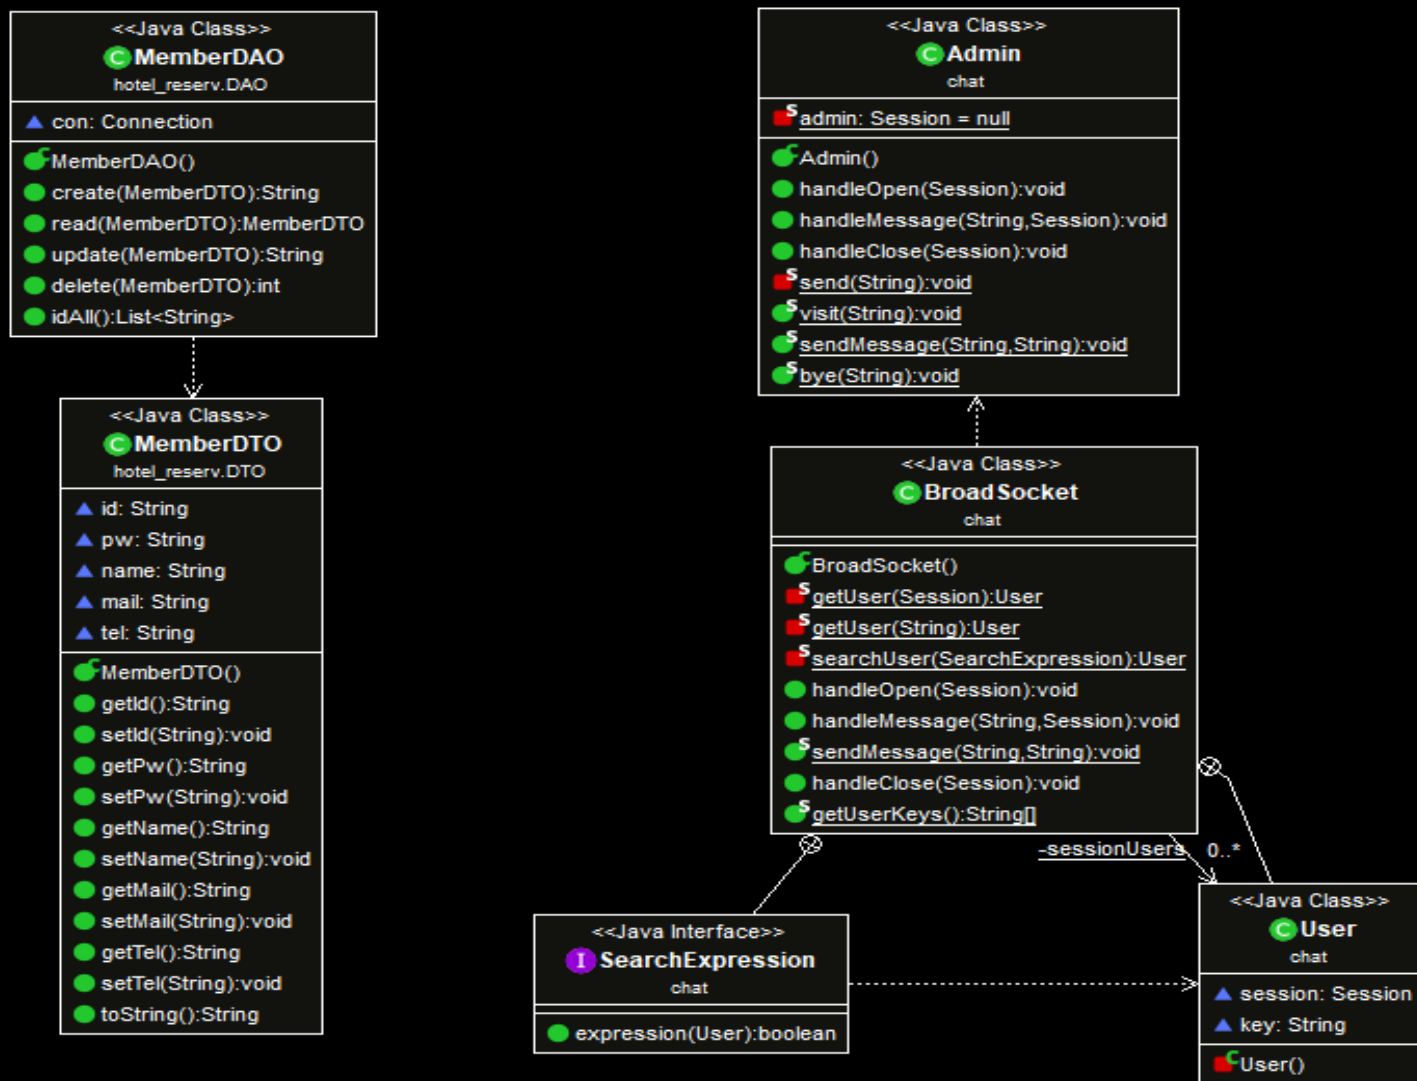 <<Java Class>>
C MemberDAO
hotel_reserv.DAO
con: Connection
MemberDAO()
create(MemberDTO):String
read(MemberDTO):MemberDTO
update(MemberDTO):String
delete(MemberDTO):int
idAll():List<String>
<<Java Class>>
C MemberDTO
hotel_reserv.DTO
id: String
pw: String
name: String
mail: String
tel: String
C MemberDTO()
getId():String
setId(String):void
getPw():String
setPw(String):void
getName():String
setName(String):void
getMail():String
setMail(String):void
getTel():String
setTel(String):void
toString():String
<<Java Class>>
C Admin
chat
S admin: Session = null
C Admin()
handleOpen(Session):void
handleMessage(String,Session):void
handleClose(Session):void
S send(String):void
S visit(String):void
S sendMessage(String,String):void
S bye(String):void
<<Java Class>>
C BroadSocket
chat
C BroadSocket()
S getUser(Session):User
S getUser(String):User
S searchUser(SearchExpression):User
handleOpen(Session):void
handleMessage(String,Session):void
S sendMessage(String,String):void
handleClose(Session):void
S getUserKeys():String[]
-sessionUsers 0..*
<<Java Interface>>
I SearchExpression
chat
expression(User):boolean
<<Java Class>>
C User
chat
session: Session
key: String
C User()